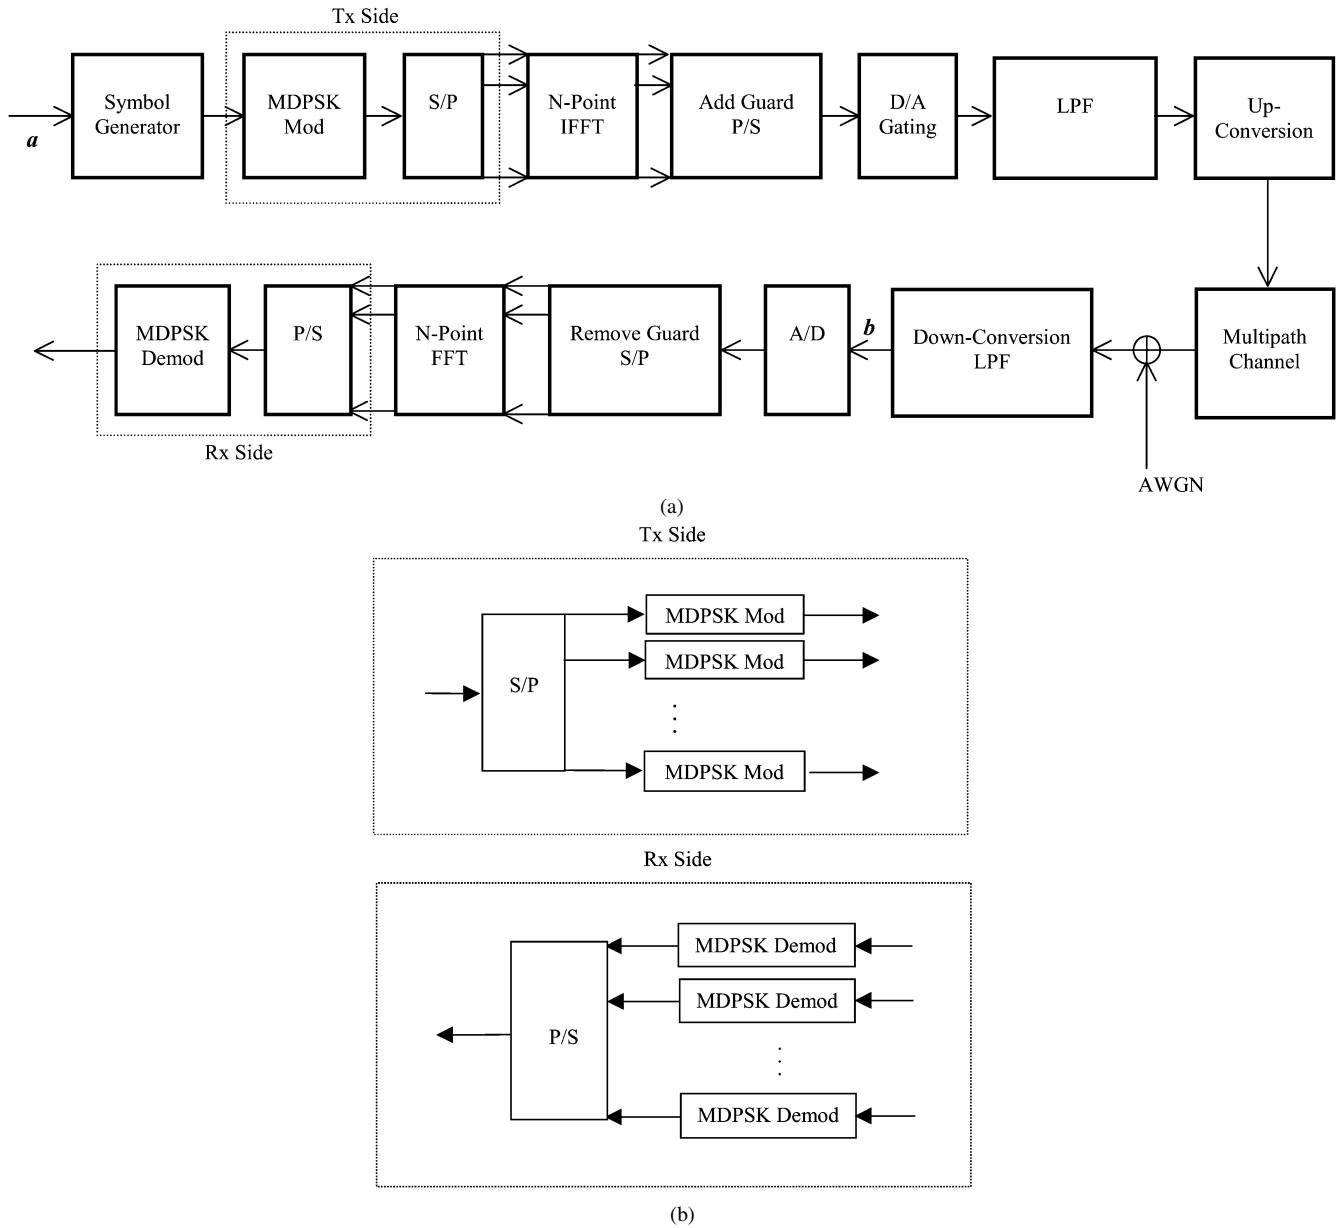 Tx Side
Symbol
Generator
MDPSK
Mod
S/P
N-Point
IFFT
Add Guard
P/S
D/A
Gating
LPF
Up-
Conversion
a
MDPSK
Demod
P/S
N-Point
FFT
Remove Guard
S/P
A/D
b
Down-Conversion
LPF
Multipath
Channel
Rx Side
AWGN
(a)
Tx Side
MDPSK Mod
MDPSK Mod
S/P
MDPSK Mod
Rx Side
MDPSK Demod
MDPSK Demod
P/S
MDPSK Demod
(b)